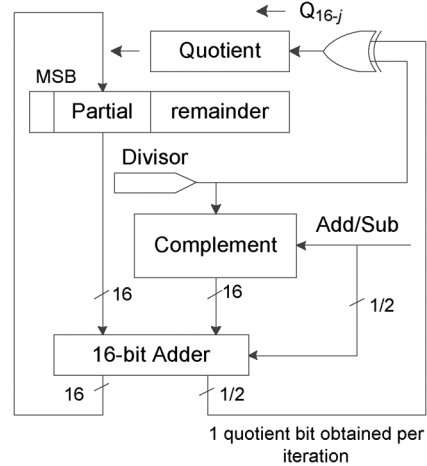 Q16-j
Quotient
MSB
Partial
remainder
Divisor
Add/Sub
Complement
16
16
1/2
16-bit Adder
16
1/2
1 quotient bit obtained per
iteration